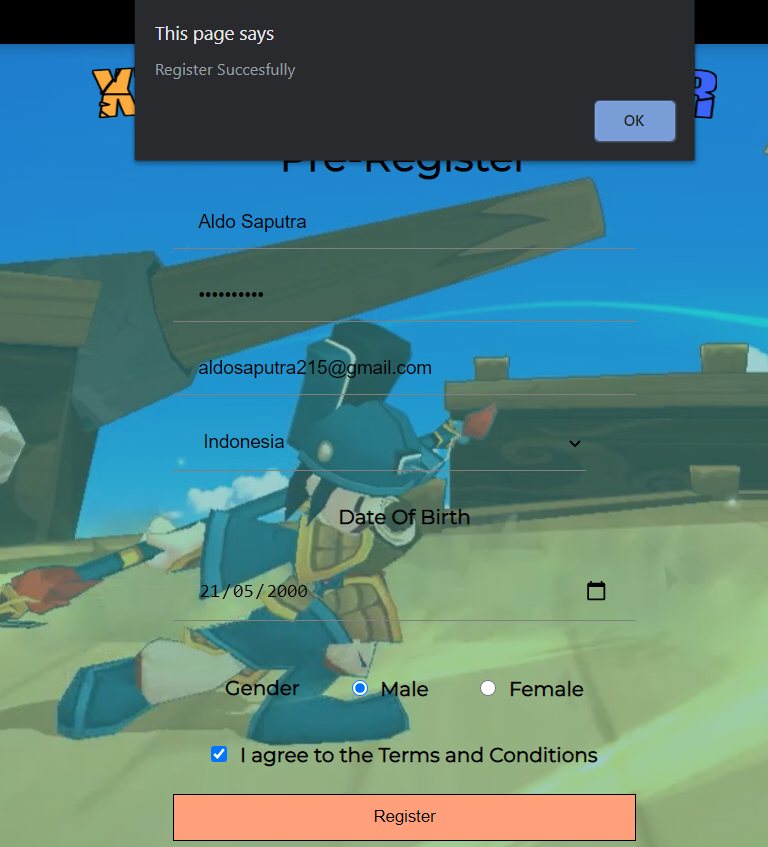 This page says
Register Succesfully
OK
Pre-Register
Aldo Saputra
••••••••••
aldosaputra215@gmail.com
Indonesia
Date Of Birth
21/05/2000
Gender Male Female
I agree to the Terms and Conditions
Register